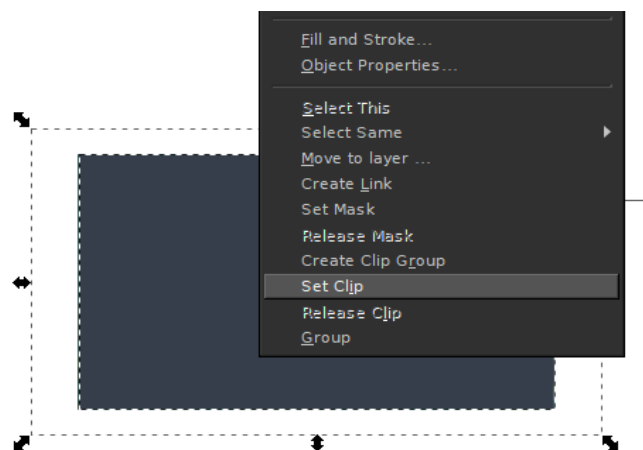 Fill and Stroke...
Object Properties...
Select This
Select Same
Move to layer ...
Create Link
Set Mask
Release Mask
Create Clip Group
Set Clip
Release Clip
Group